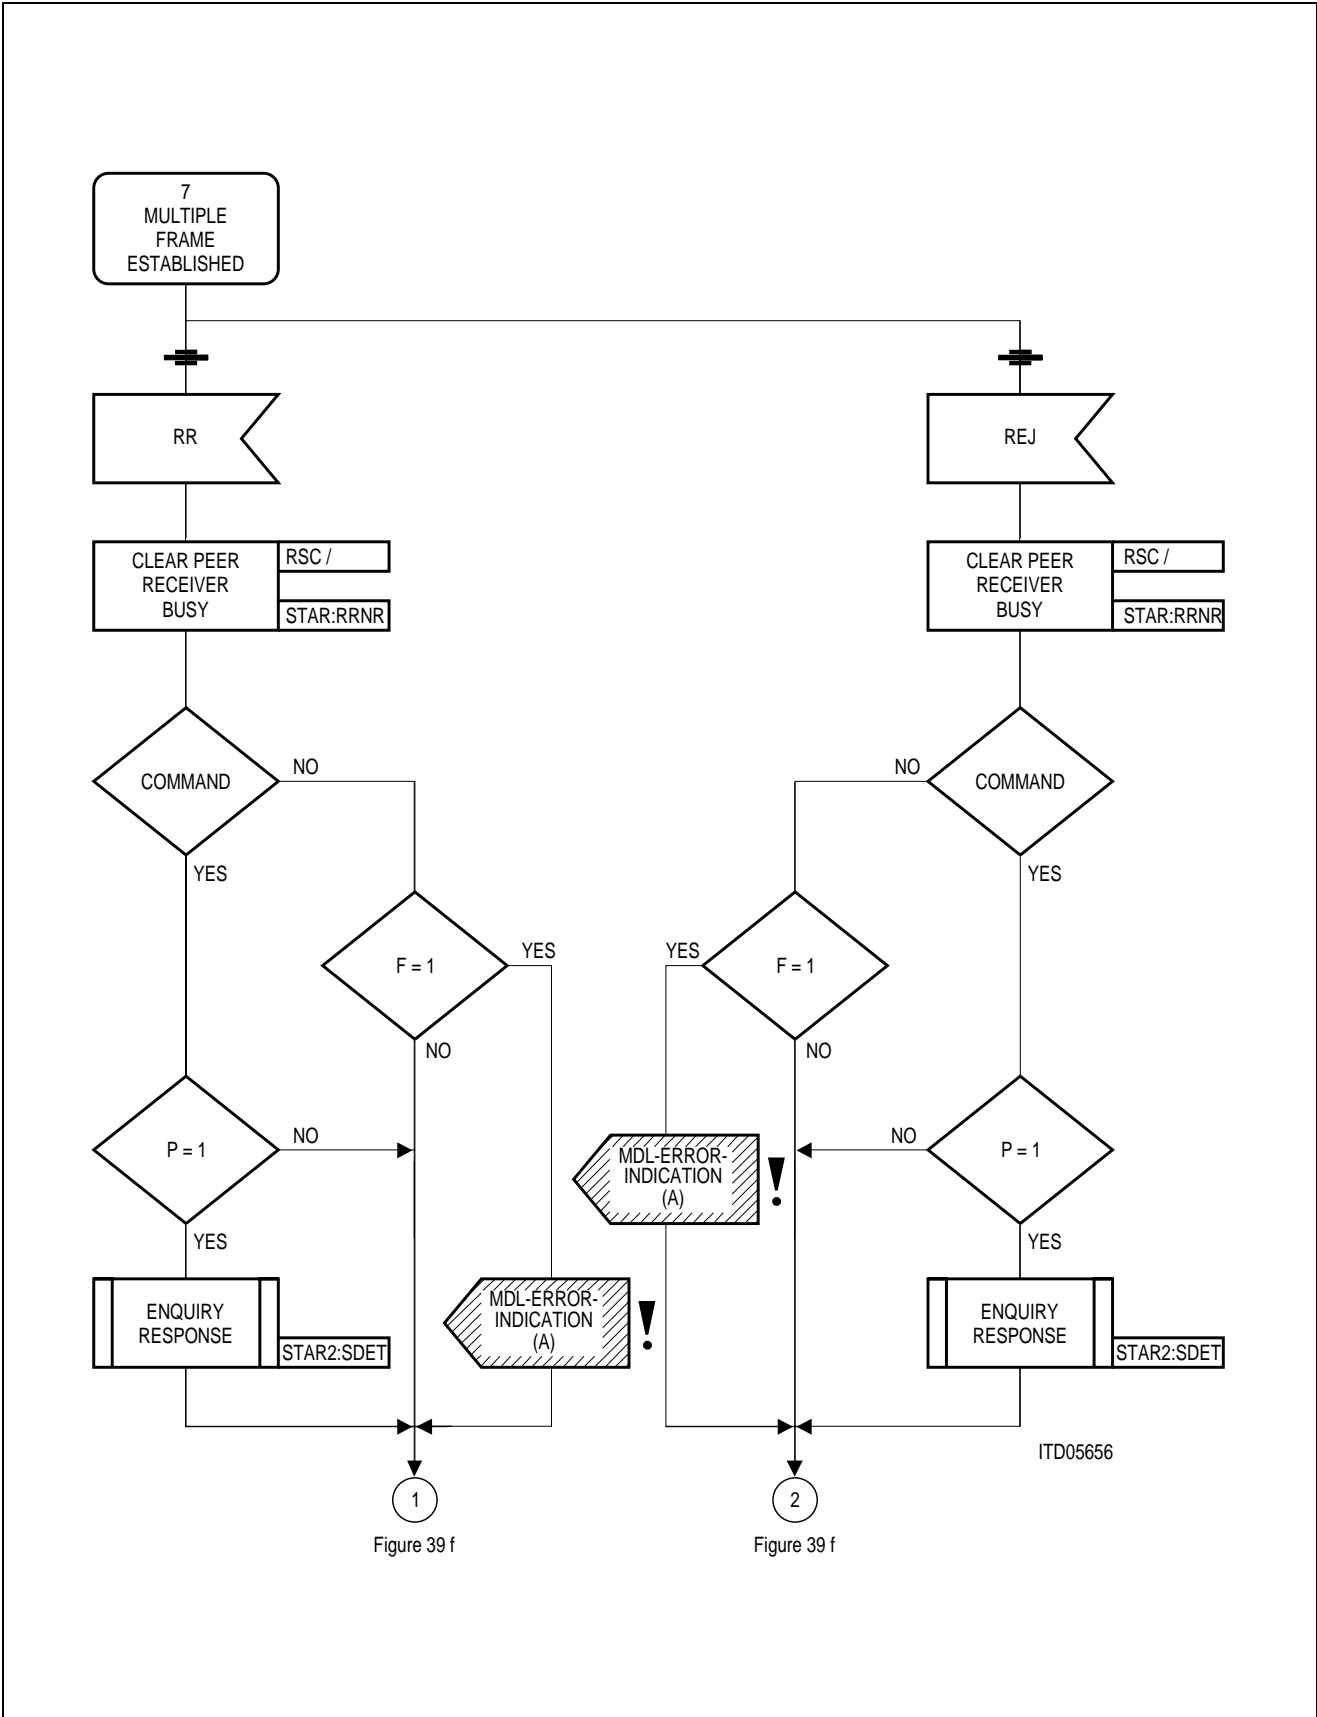 7
MULTIPLE
FRAME
ESTABLISHED
RR
REJ
CLEAR PEER
RECEIVER
BUSY
RSC /
STAR:RRNR
CLEAR PEER
RECEIVER
BUSY
RSC /
STAR:RRNR
COMMAND
NO
YES
NO
COMMAND
YES
F = 1
YES
NO
YES
F = 1
NO
P = 1
NO
YES
MDL-ERROR-
INDICATION
(A)
!
NO
P = 1
YES
ENQUIRY
RESPONSE
STAR2:SDET
MDL-ERROR-
INDICATION
(A)
!
ENQUIRY
RESPONSE
STAR2:SDET
ITD05656
1
Figure 39 f
2
Figure 39 f